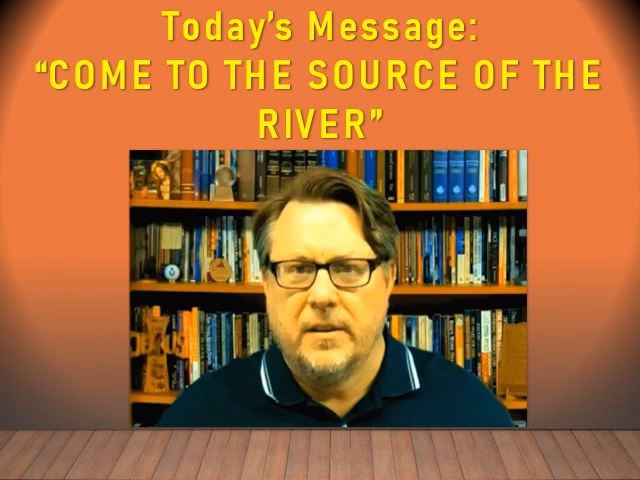 Today's Message:
“COME TO THE SOURCE OF THE
RIVER”